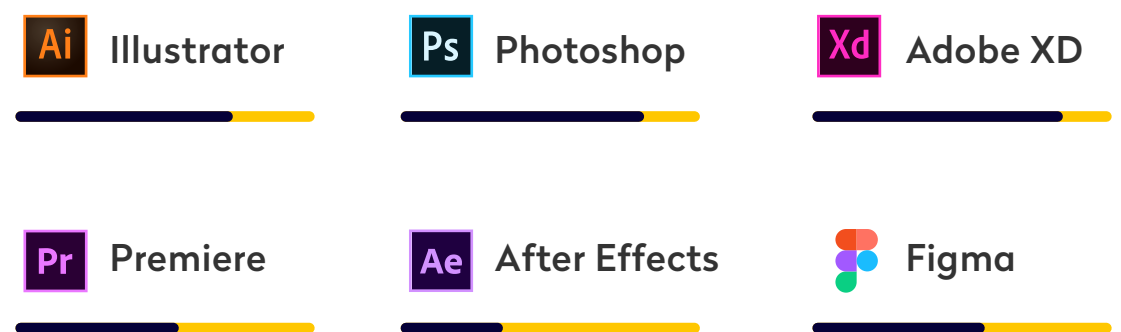 Ai Illustrator
Ps Photoshop
Xd Adobe XD
Pr Premiere
Ae After Effects
Figma